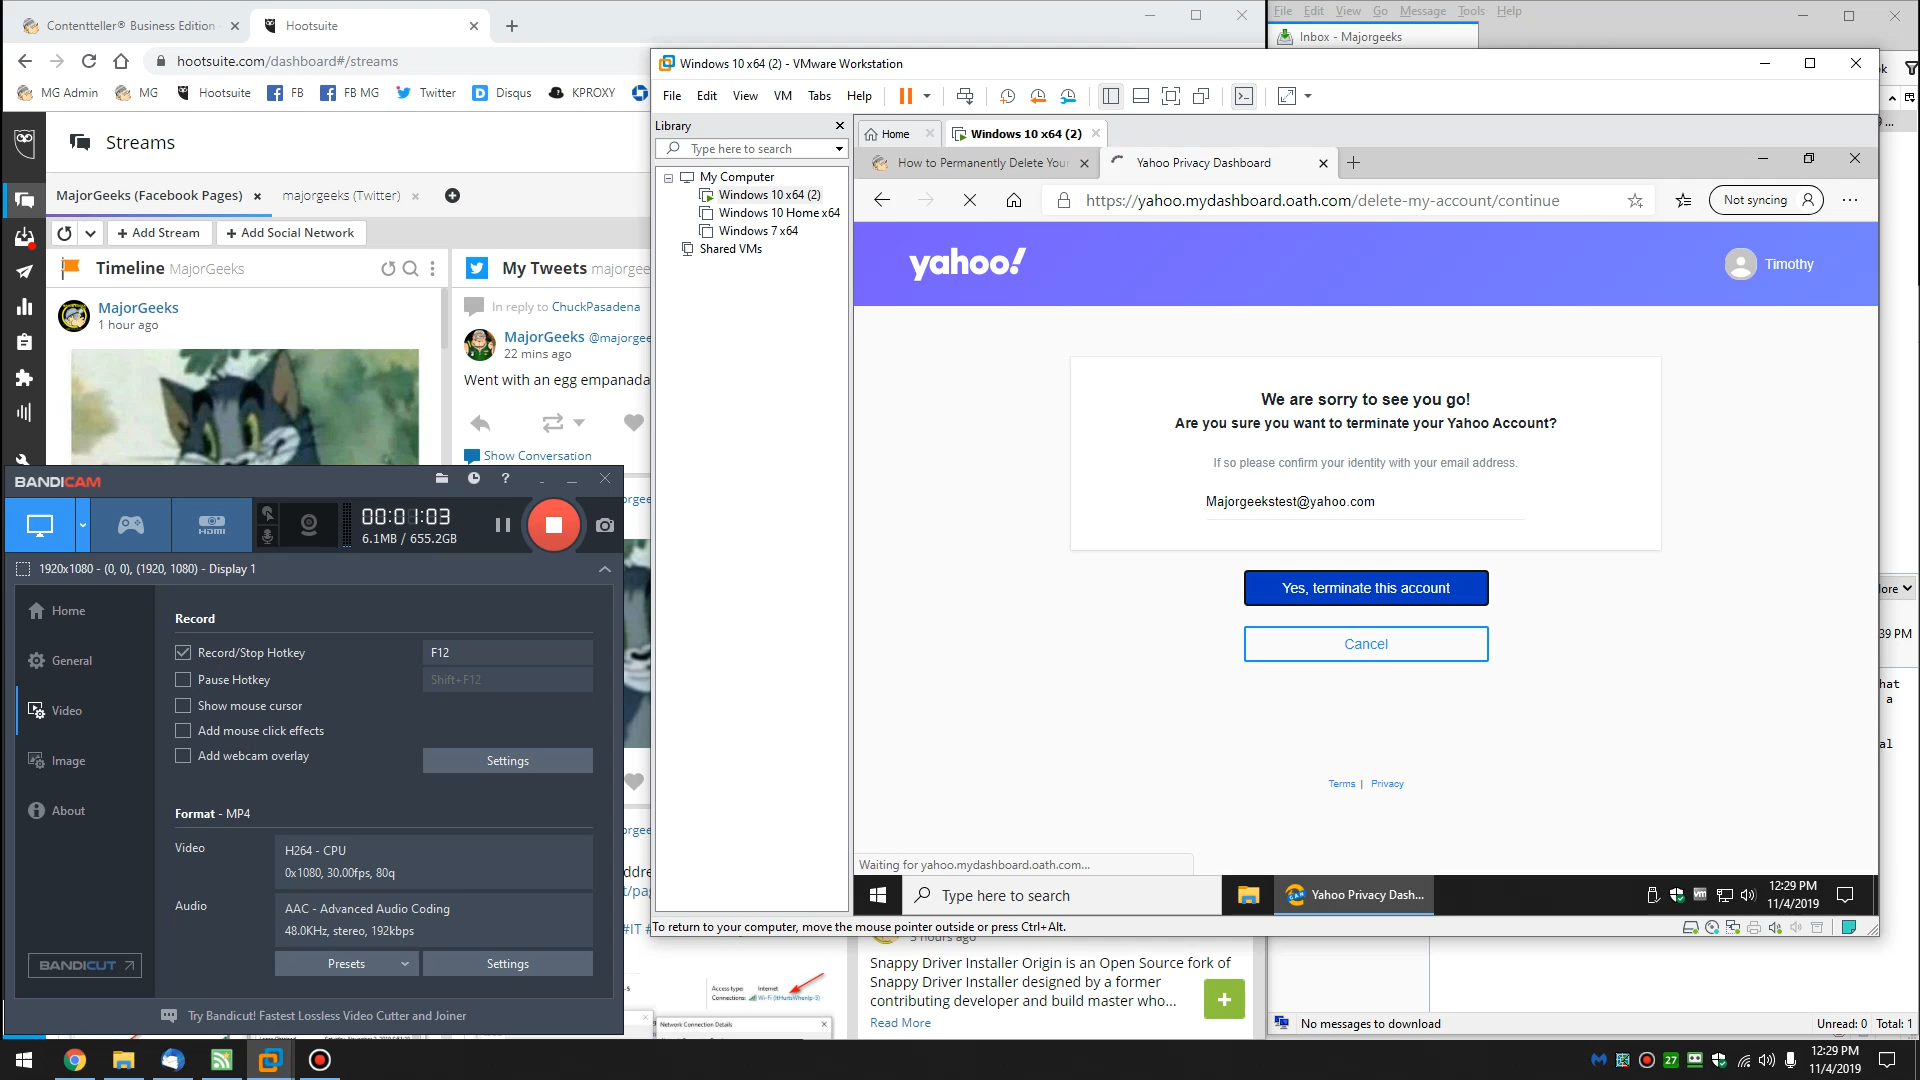 Contentteller® Business Edition
Hootsuite
hootsuite.com/dashboard#/streams
MG Admin
MG
Hootsuite
FB
FB MG
Twitter
Disqus
KPROXY
Streams
MajorGeeks (Facebook Pages)
majorgeeks (Twitter)
Add Stream
Add Social Network
Timeline MajorGeeks
MajorGeeks
1 hour ago
My Tweets
In reply to ChuckPasadena
MajorGeeks
22 mins ago
Went with an egg empanada
Show Conversation
BANDICAM
00:01:03
6.1MB / 655.2GB
HDMI
1920x1080 - (0, 0), (1920, 1080) - Display 1
Home
General
Video
Image
About
BANDICUT
Record
Record/Stop Hotkey
F12
Pause Hotkey
Shift+F12
Show mouse cursor
Add mouse click effects
Add webcam overlay
Settings
Format - MP4
Video
H264 - CPU
0x1080, 30.00fps, 80q
Audio
AAC - Advanced Audio Coding
48.0KHz, stereo, 192kbps
Presets
Settings
Try Bandicut! Fastest Lossless Video Cutter and Joiner
File Edit View Go Message Tools Help
Inbox - Majorgeeks
Windows 10 x64 (2) - VMware Workstation
File Edit View VM Tabs Help
Library
Type here to search
My Computer
Windows 10 x64 (2)
Windows 10 Home x64
Windows 7 x64
Shared VMs
Home
Windows 10 x64 (2)
How to Permanently Delete Your
Yahoo Privacy Dashboard
https://yahoo.mydashboard.oath.com/delete-my-account/continue
Not syncing
yahoo!
Timothy
We are sorry to see you go!
Are you sure you want to terminate your Yahoo Account?
If so please confirm your identity with your email address.
Majorgeekstest@yahoo.com
Yes, terminate this account
Cancel
Terms | Privacy
Waiting for yahoo.mydashboard.oath.com...
Type here to search
Yahoo Privacy Dash...
12:29 PM
11/4/2019
To return to your computer, move the mouse pointer outside or press Ctrl+Alt.
39 PM
#IT
Access type: Internet
Connections:
Network Connection Details
Snappy Driver Installer Origin is an Open Source fork of
Snappy Driver Installer designed by a former
contributing developer and build master who...
Read More
No messages to download
Unread: 0 Total: 1
27
12:29 PM
11/4/2019